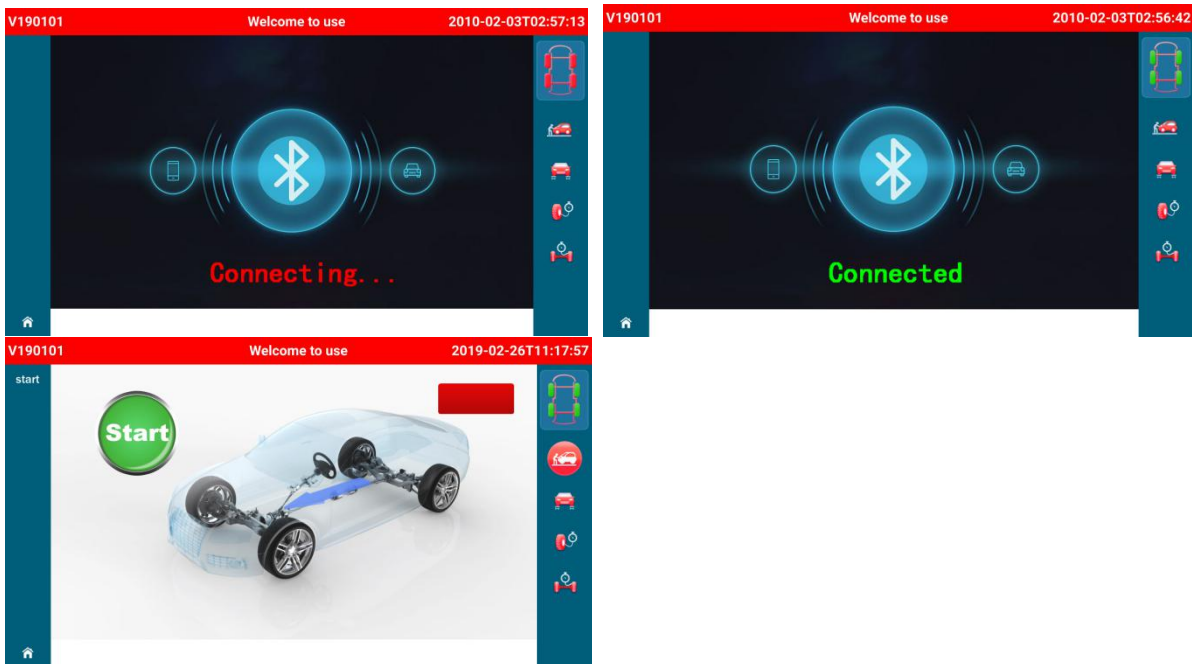 V190101 Welcome to use 2010-02-03T02:57:13
Connecting...
V190101 Welcome to use 2010-02-03T02:56:42
Connected
V190101 Welcome to use 2019-02-26T11:17:57
start
Start